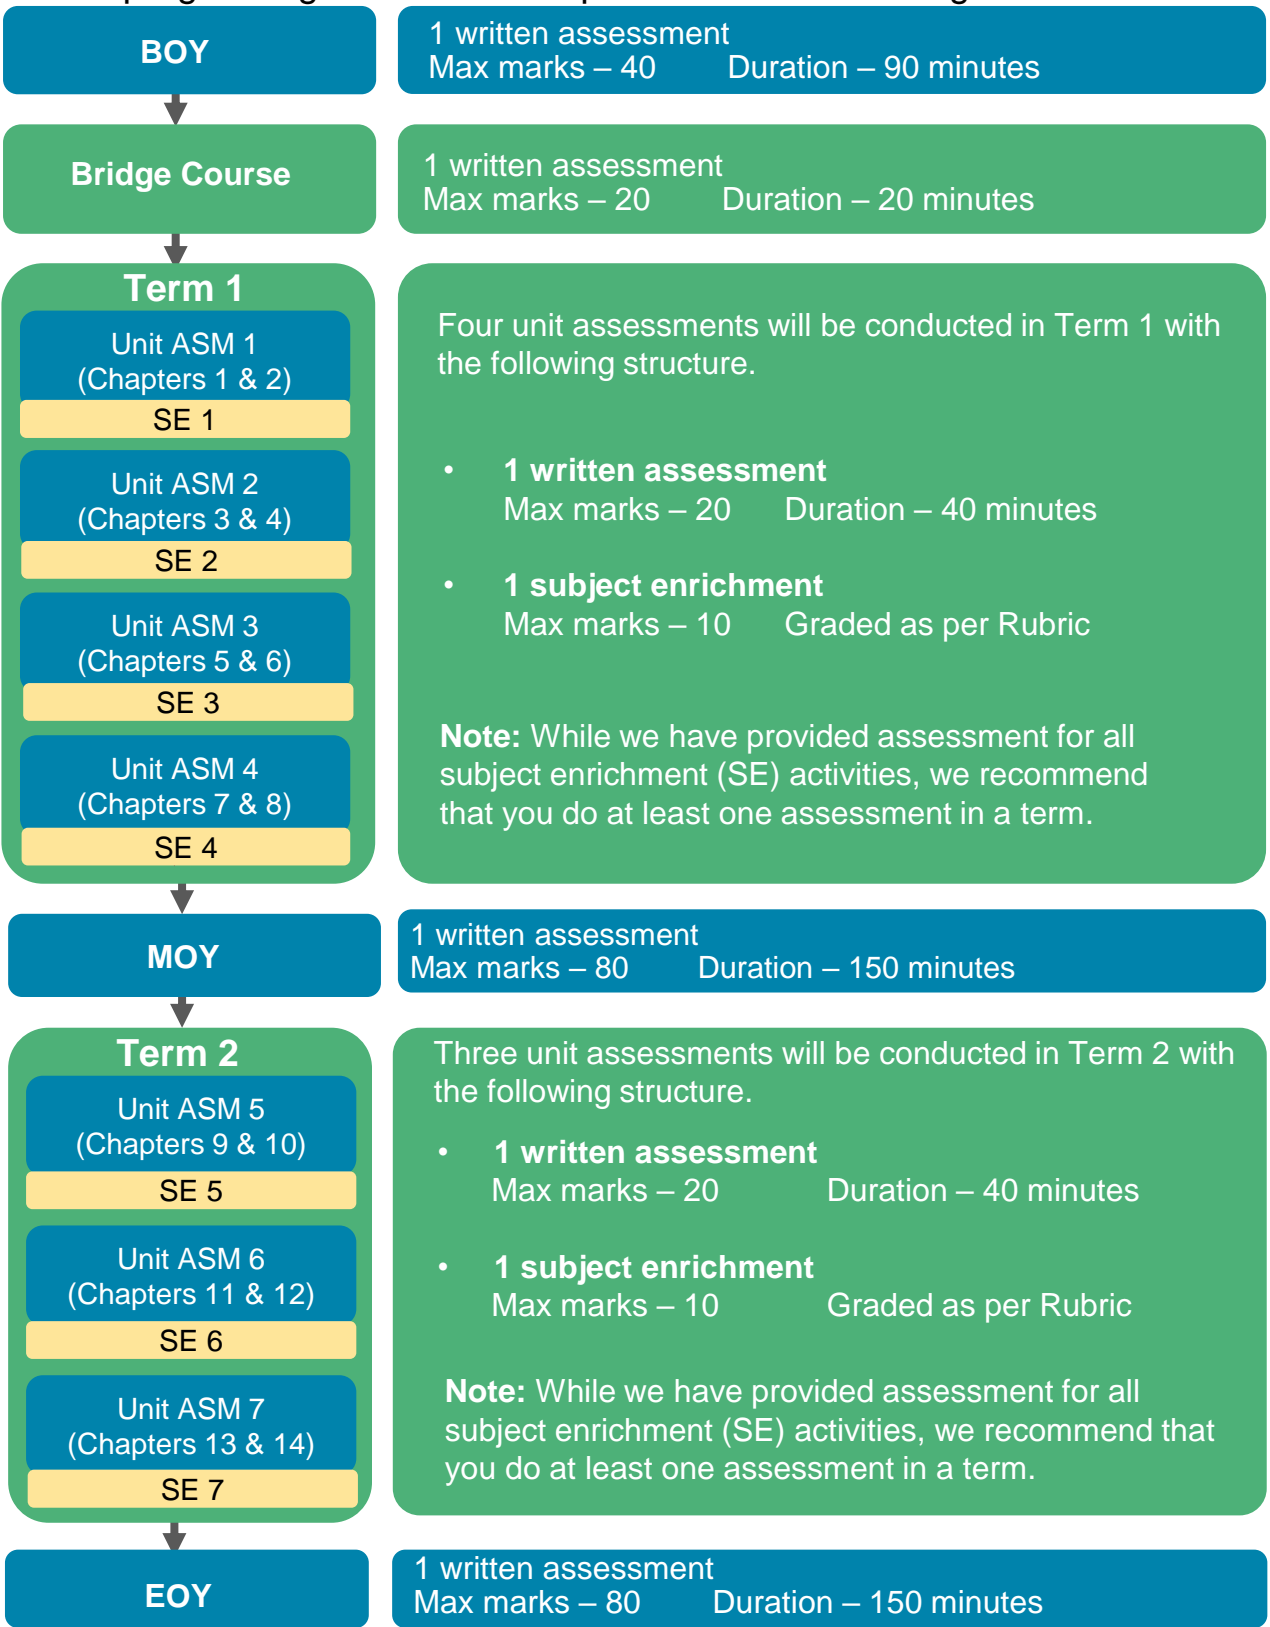 BOY
1 written assessment
Max marks – 40 Duration – 90 minutes
Bridge Course
1 written assessment
Max marks – 20 Duration – 20 minutes
Term 1
Unit ASM 1
(Chapters 1 & 2)
SE 1
Unit ASM 2
(Chapters 3 & 4)
SE 2
Unit ASM 3
(Chapters 5 & 6)
SE 3
Unit ASM 4
(Chapters 7 & 8)
SE 4
Four unit assessments will be conducted in Term 1 with
the following structure.
• 1 written assessment
Max marks – 20 Duration – 40 minutes
• 1 subject enrichment
Max marks – 10 Graded as per Rubric
Note: While we have provided assessment for all
subject enrichment (SE) activities, we recommend
that you do at least one assessment in a term.
MOY
1 written assessment
Max marks – 80 Duration – 150 minutes
Term 2
Unit ASM 5
(Chapters 9 & 10)
SE 5
Unit ASM 6
(Chapters 11 & 12)
SE 6
Unit ASM 7
(Chapters 13 & 14)
SE 7
Three unit assessments will be conducted in Term 2 with
the following structure.
• 1 written assessment
Max marks – 20 Duration – 40 minutes
• 1 subject enrichment
Max marks – 10 Graded as per Rubric
Note: While we have provided assessment for all
subject enrichment (SE) activities, we recommend that
you do at least one assessment in a term.
EOY
1 written assessment
Max marks – 80 Duration – 150 minutes